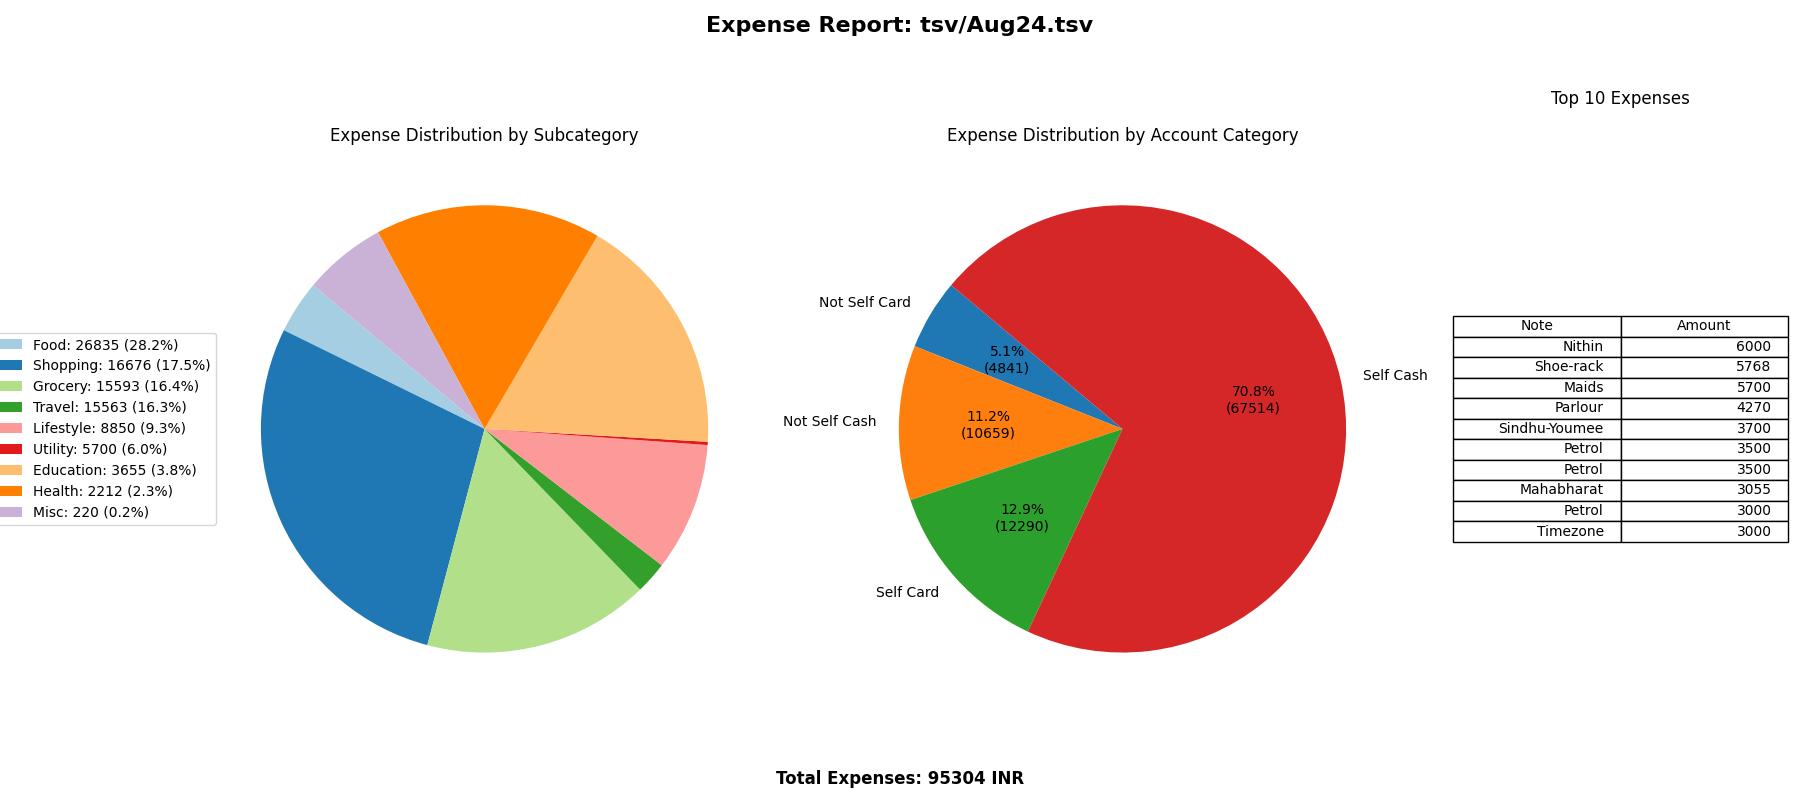 Expense Report: tsv/Aug24.tsv
Expense Distribution by Subcategory
Food: 26835 (28.2%)
Shopping: 16676 (17.5%)
Grocery: 15593 (16.4%)
Travel: 15563 (16.3%)
Lifestyle: 8850 (9.3%)
Utility: 5700 (6.0%)
Education: 3655 (3.8%)
Health: 2212 (2.3%)
Misc: 220 (0.2%)
Expense Distribution by Account Category
Not Self Card
5.1%
(4841)
Not Self Cash
11.2%
(10659)
Self Card
12.9%
(12290)
Self Cash
70.8%
(67514)
Top 10 Expenses
Note Amount
Nithin 6000
Shoe-rack 5768
Maids 5700
Parlour 4270
Sindhu-Youmee 3700
Petrol 3500
Petrol 3500
Mahabharat 3055
Petrol 3000
Timezone 3000
Total Expenses: 95304 INR